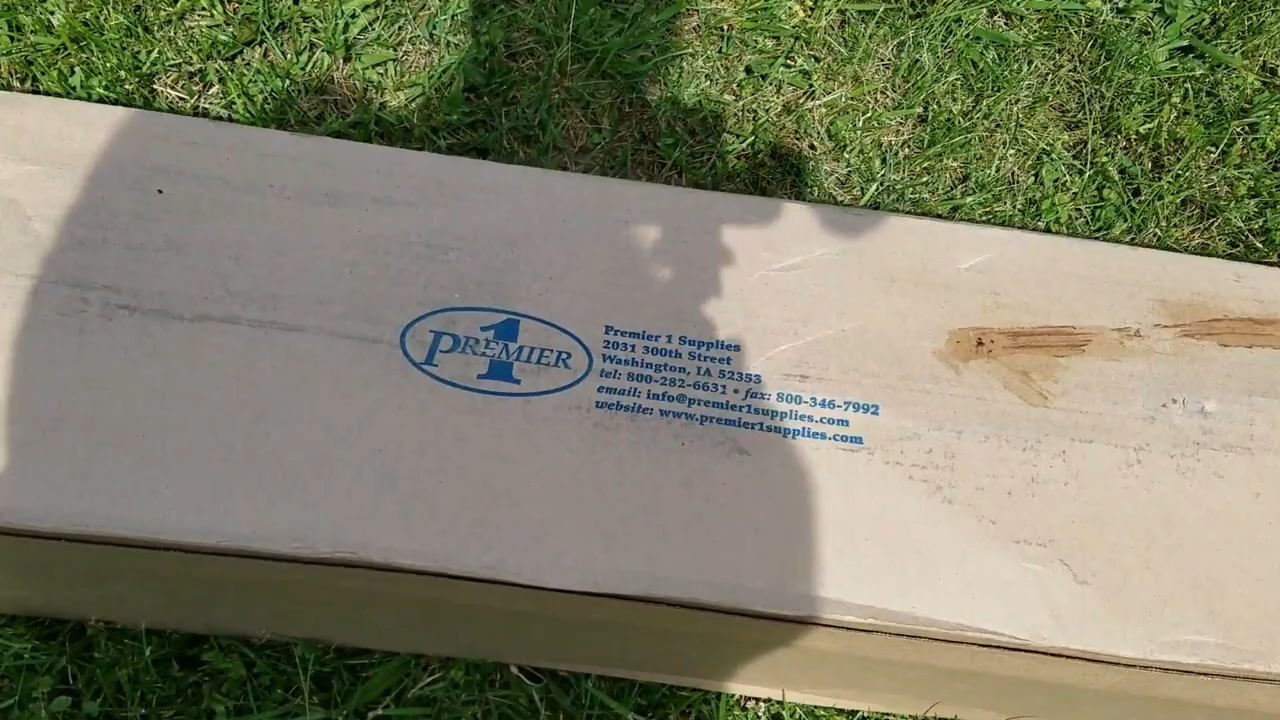 PREMIER 1
Premier 1 Supplies
2031 300th Street
Washington, IA 52353
tel: 800-282-6631 • fax: 800-346-7992
email: info@premier1supplies.com
website: www.premier1supplies.com